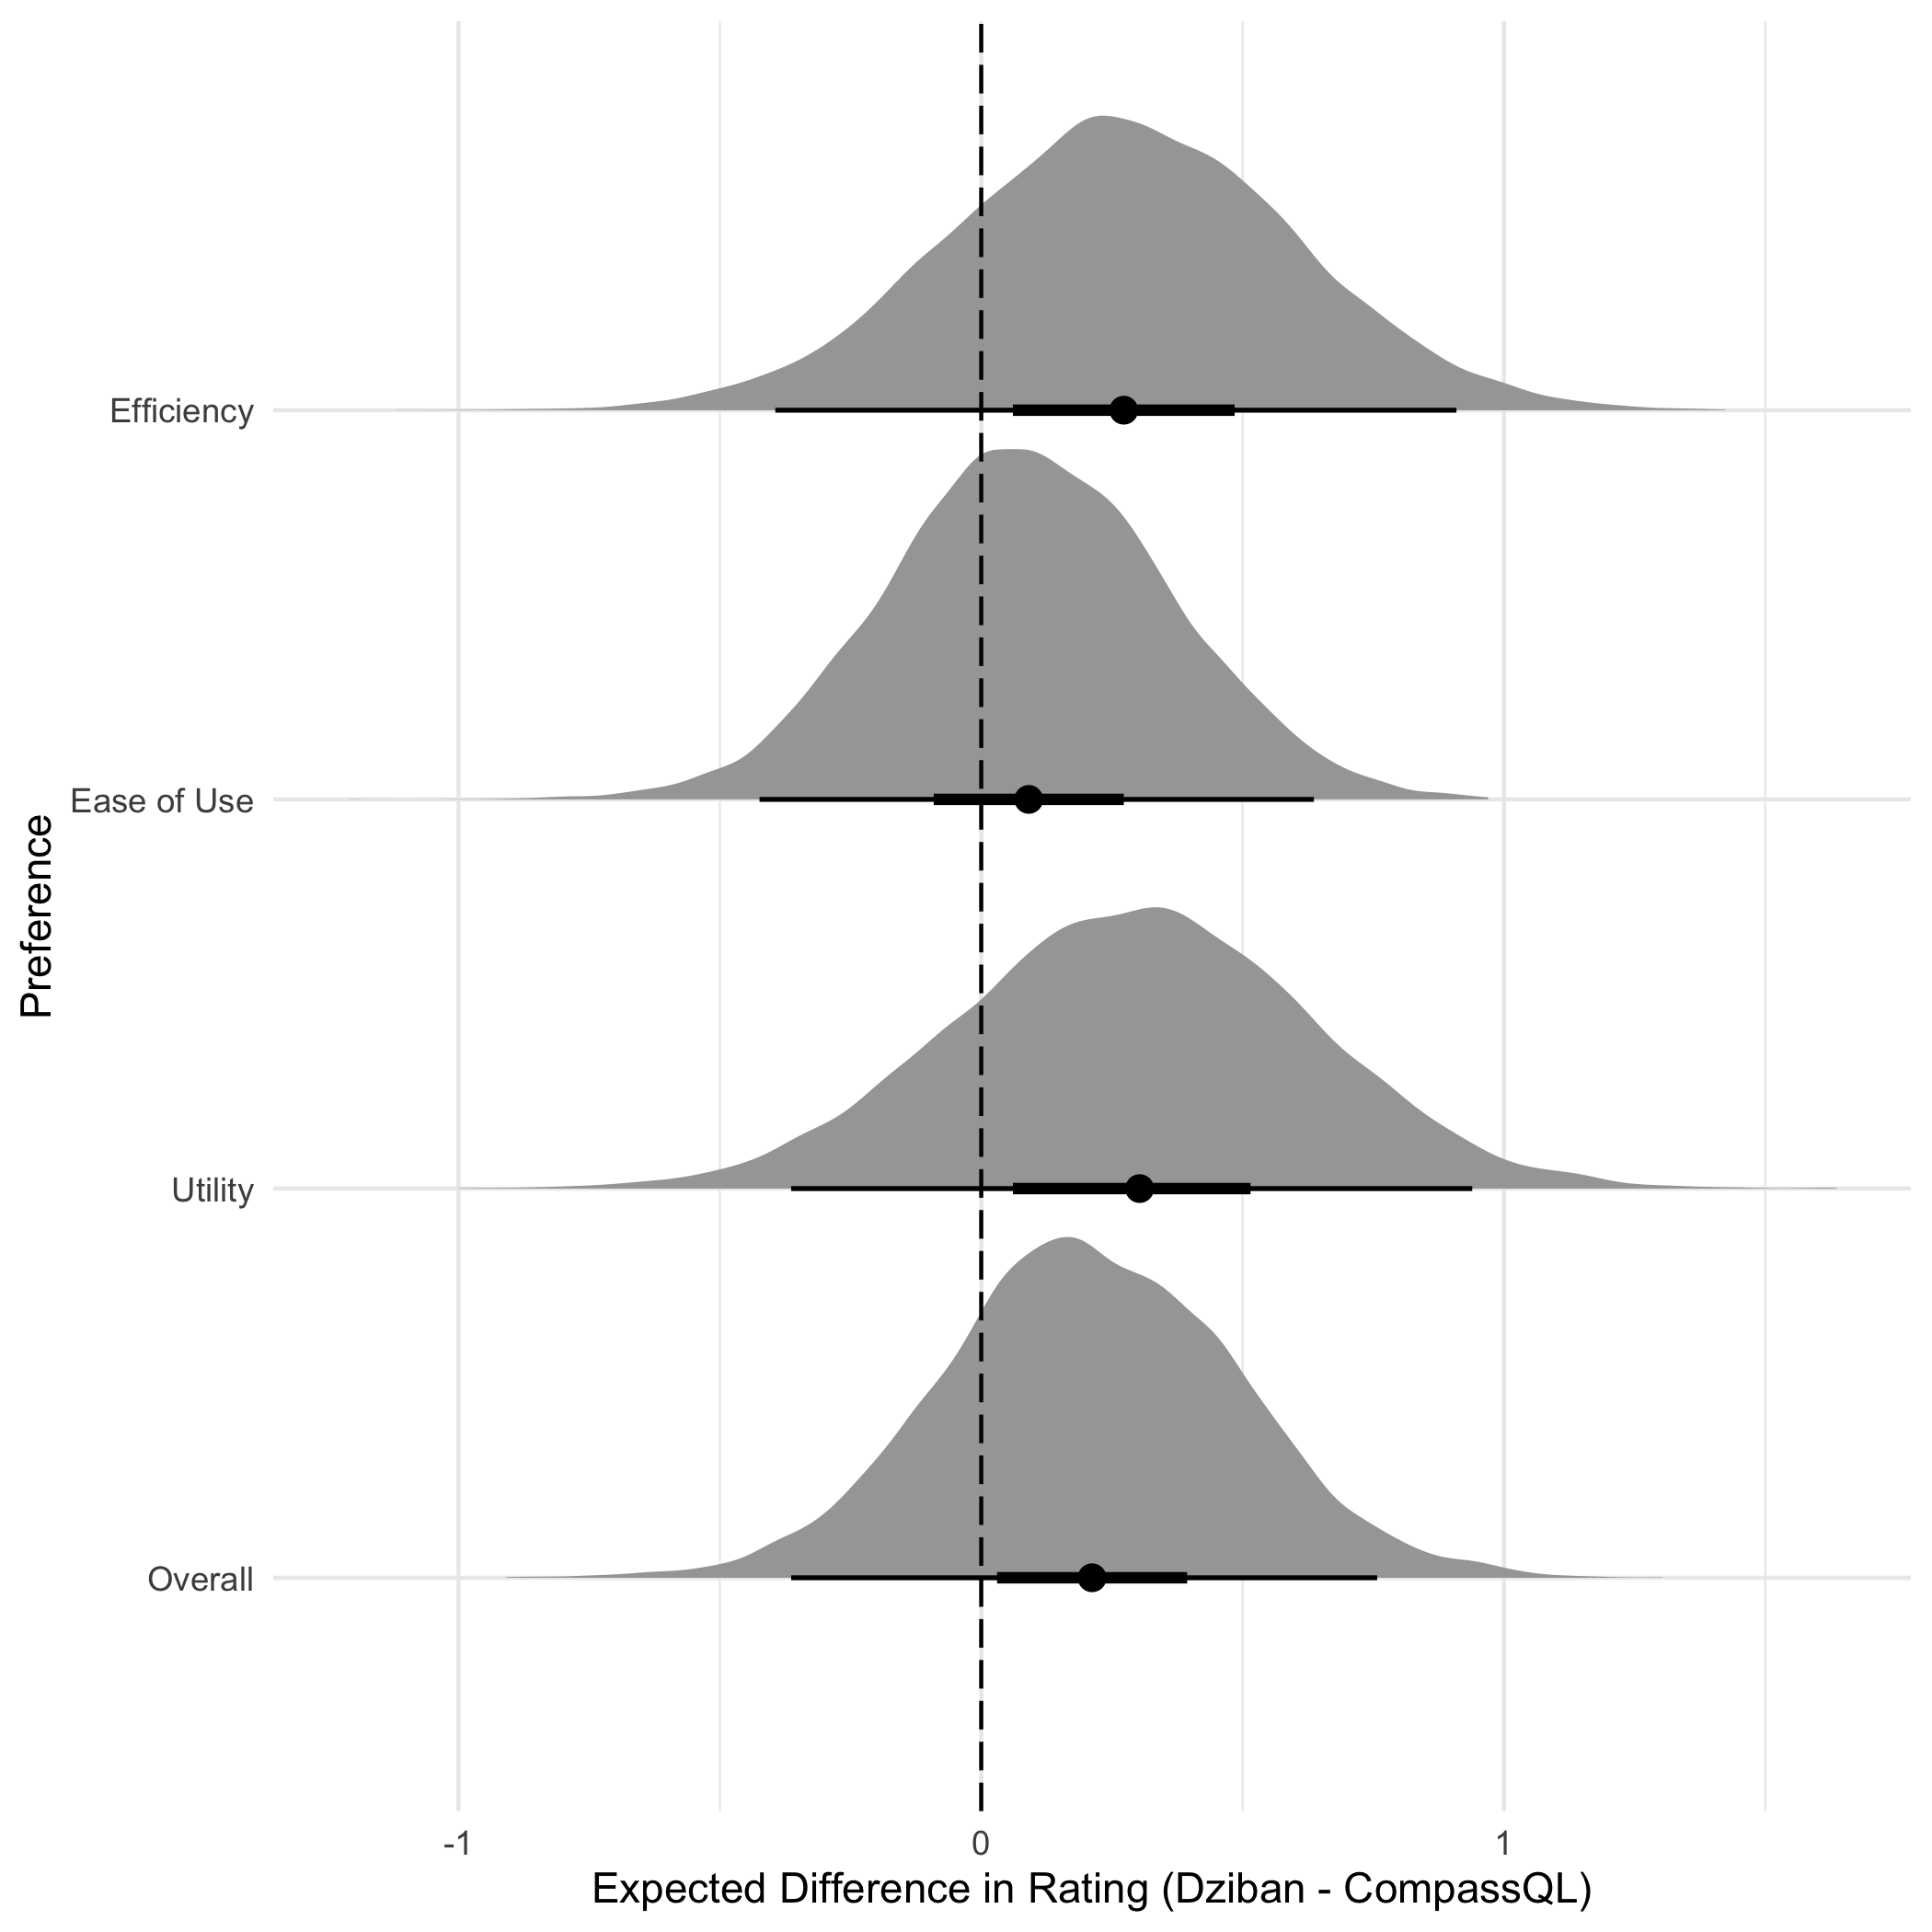 Efficiency
Ease of Use
Utility
Overall
Preference
-1
0
1
Expected Difference in Rating (Dziban - CompassQL)